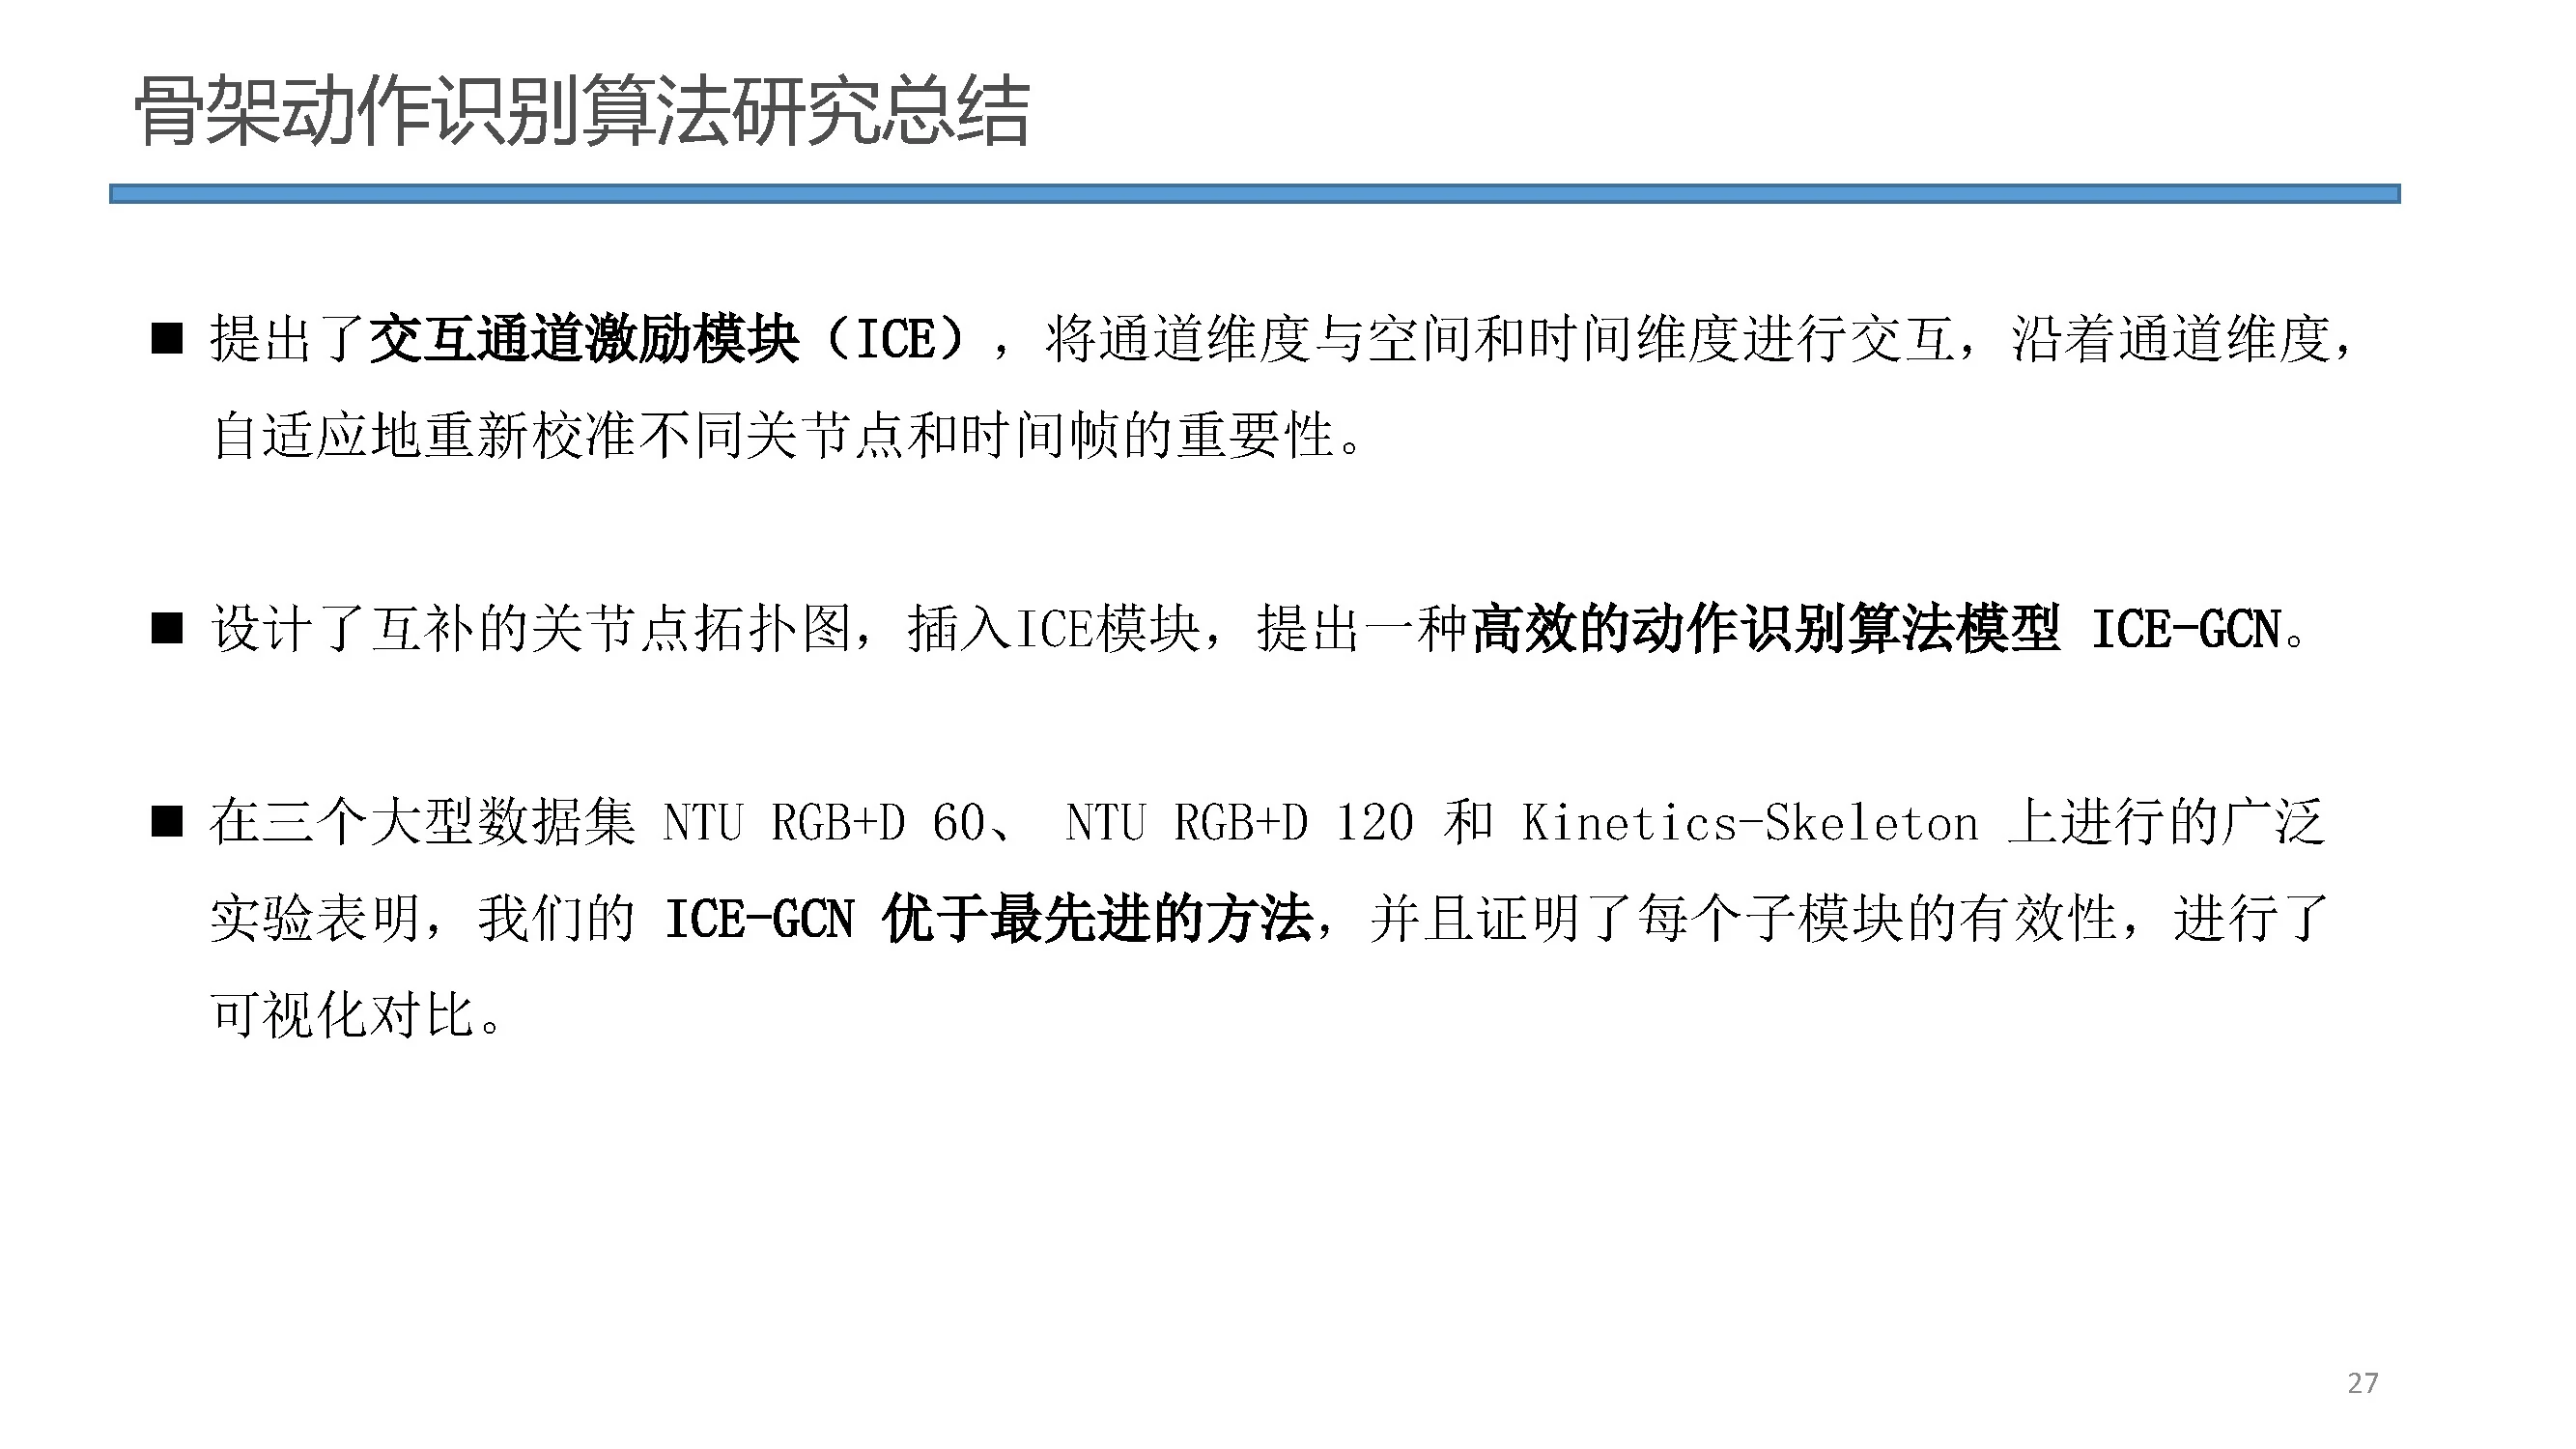 骨架动作识别算法研究总结
■ 提出了交互通道激励模块（ICE），将通道维度与空间和时间维度进行交互，沿着通道维度，
自适应地重新校准不同关节点和时间帧的重要性。
■ 设计了互补的关节点拓扑图，插入ICE模块，提出一种高效的动作识别算法模型 ICE-GCN。
■ 在三个大型数据集 NTU RGB+D 60、 NTU RGB+D 120 和 Kinetics-Skeleton 上进行的广泛
实验表明，我们的 ICE-GCN 优于最先进的方法，并且证明了每个子模块的有效性，进行了
可视化对比。
27